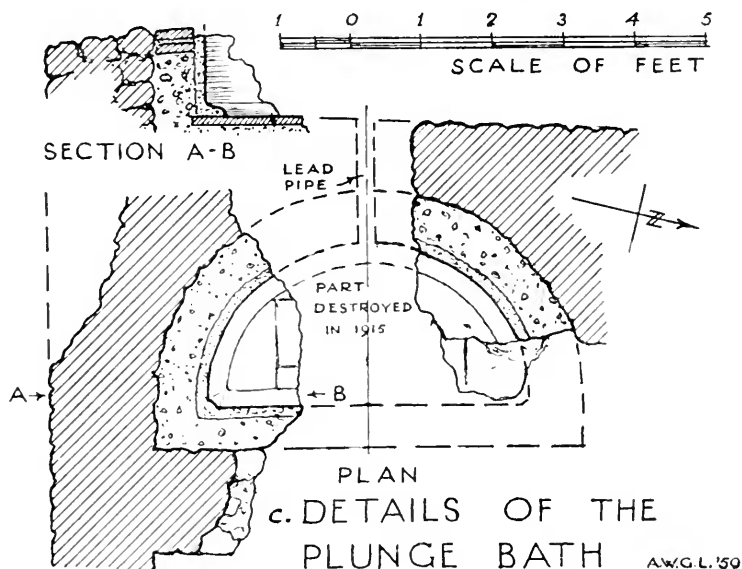 1 0 1 2 3 4 5
SCALE OF FEET
SECTION A-B
LEAD
PIPE
N
PART
DESTROYED
IN 1915
A
B
PLAN
c. DETAILS OF THE
PLUNGE BATH
A.W.G.L. '50